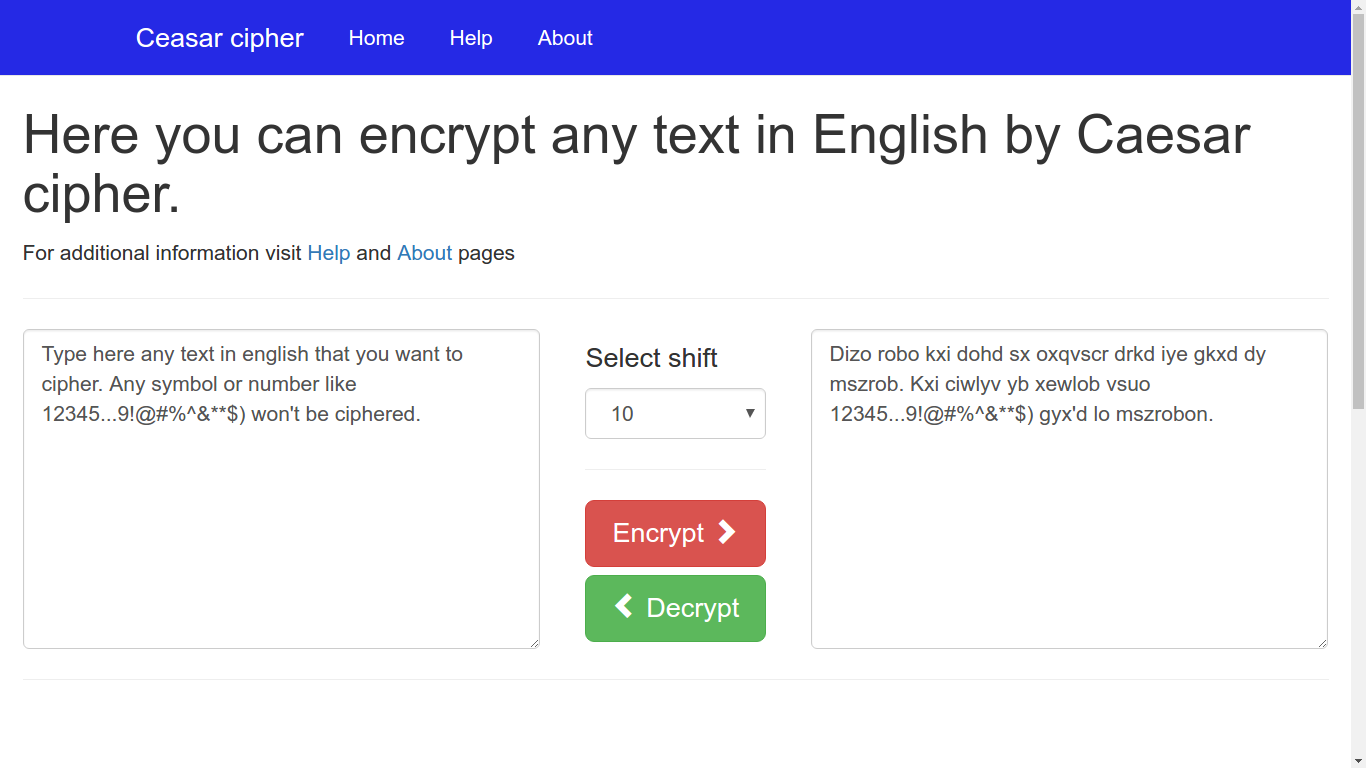 Ceasar cipher Home Help About
Here you can encrypt any text in English by Caesar
cipher.
For additional information visit Help and About pages
Type here any text in english that you want to
cipher. Any symbol or number like
12345...9!@#%^&**$) won't be ciphered.
Select shift
10
Encrypt
Decrypt
Dizo robo kxi dohd sx oxqvscr drkd iye gkxd dy
mszrob. Kxi ciwlyv yb xewlob vsuo
12345...9!@#%^&**$) gyx'd lo mszrobon.